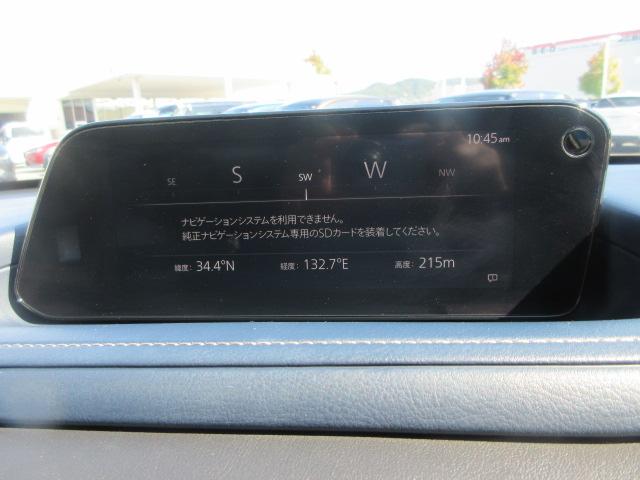 10:45am
SE S SW W NW
ナビゲーションシステムを利用できません。
純正ナビゲーションシステム専用のSDカードを装着してください。
緯度: 34.4°N 経度: 132.7°E 高度: 215m